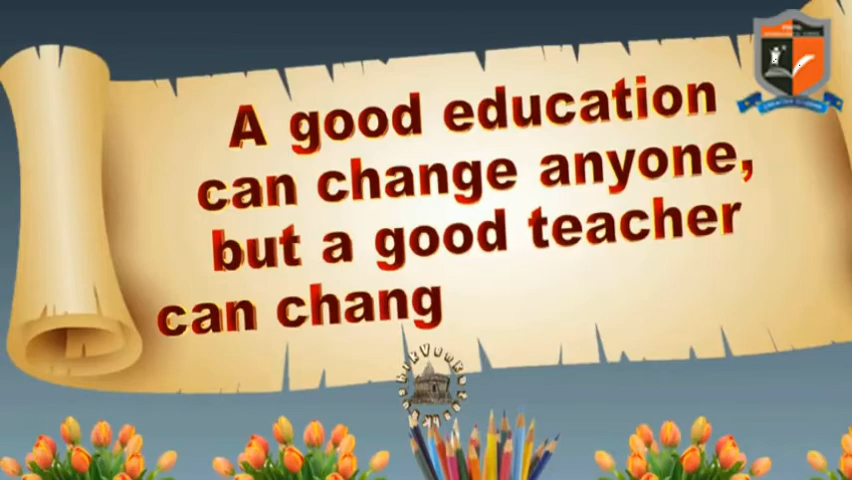 A good education
can change anyone,
but a good teacher
can chang